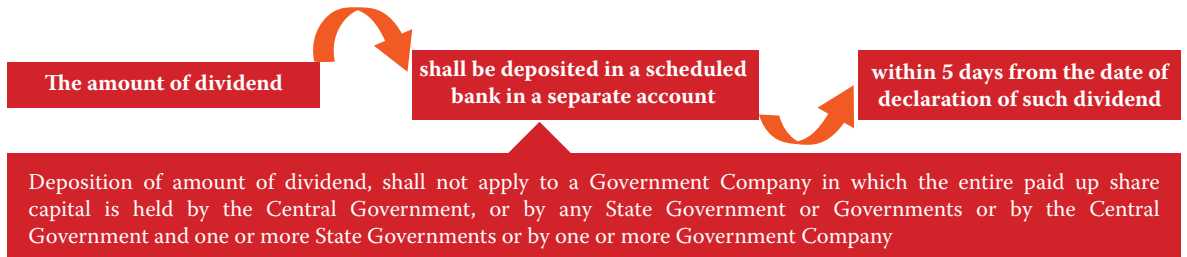 The amount of dividend
shall be deposited in a scheduled
bank in a separate account
within 5 days from the date of
declaration of such dividend
Deposition of amount of dividend, shall not apply to a Government Company in which the entire paid up share
capital is held by the Central Government, or by any State Government or Governments or by the Central
Government and one or more State Governments or by one or more Government Company